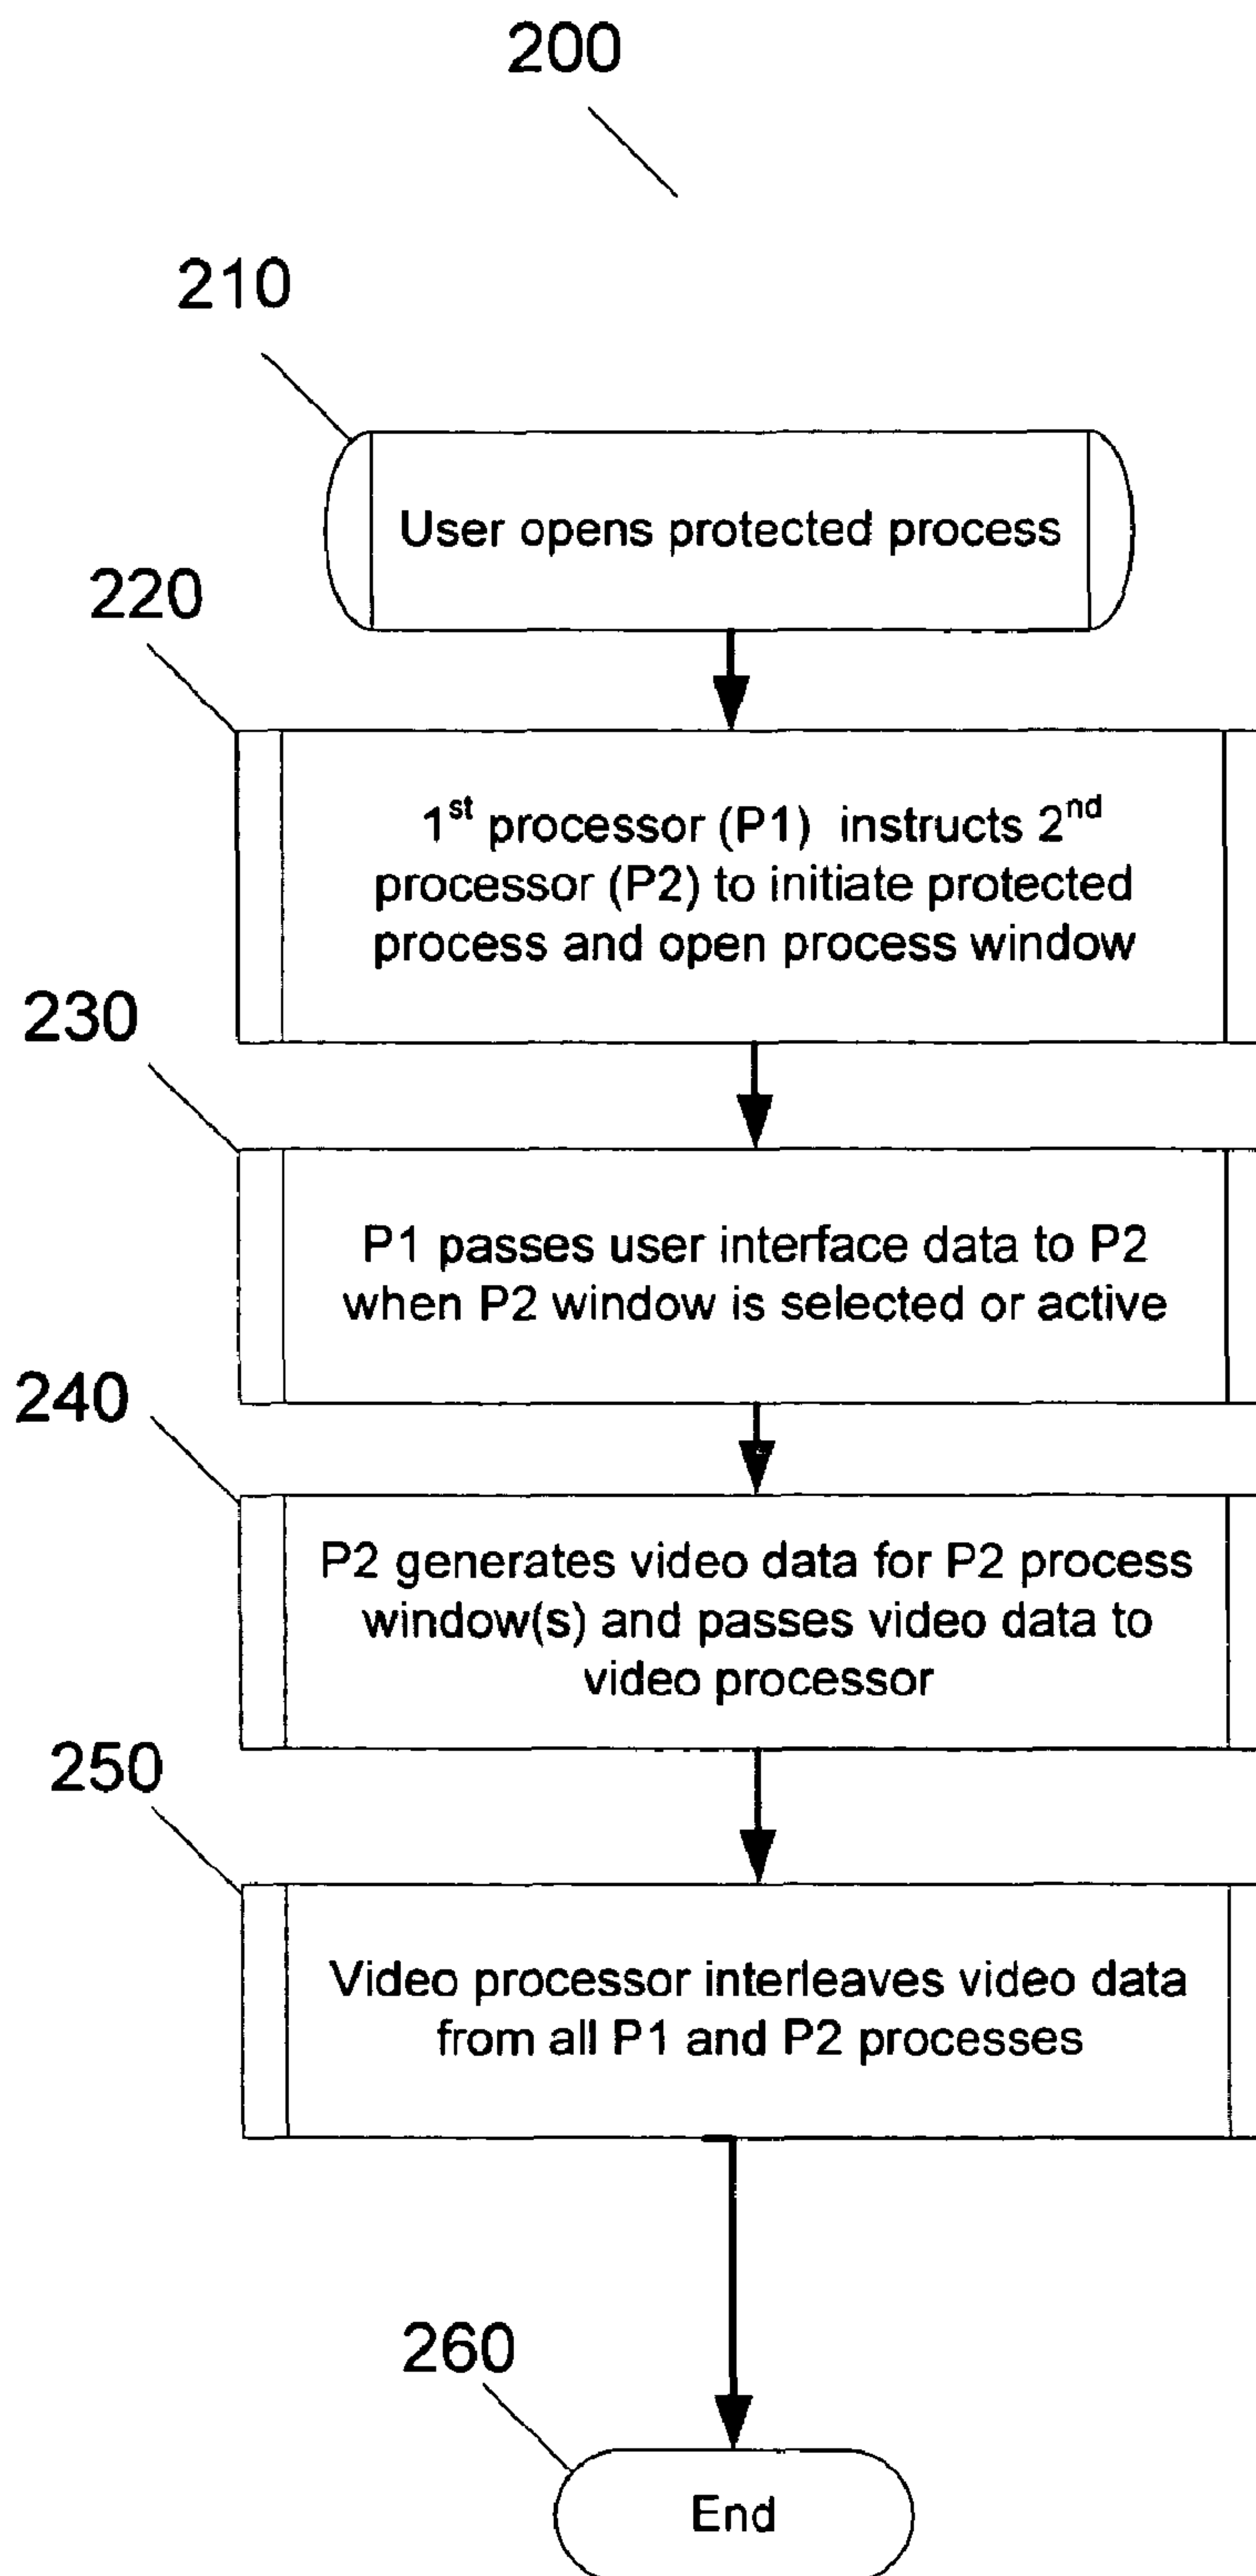 200
210
User opens protected process
220
1st processor (P1) instructs 2nd
processor (P2) to initiate protected
process and open process window
230
P1 passes user interface data to P2
when P2 window is selected or active
240
P2 generates video data for P2 process
window(s) and passes video data to
video processor
250
Video processor interleaves video data
from all P1 and P2 processes
260
End